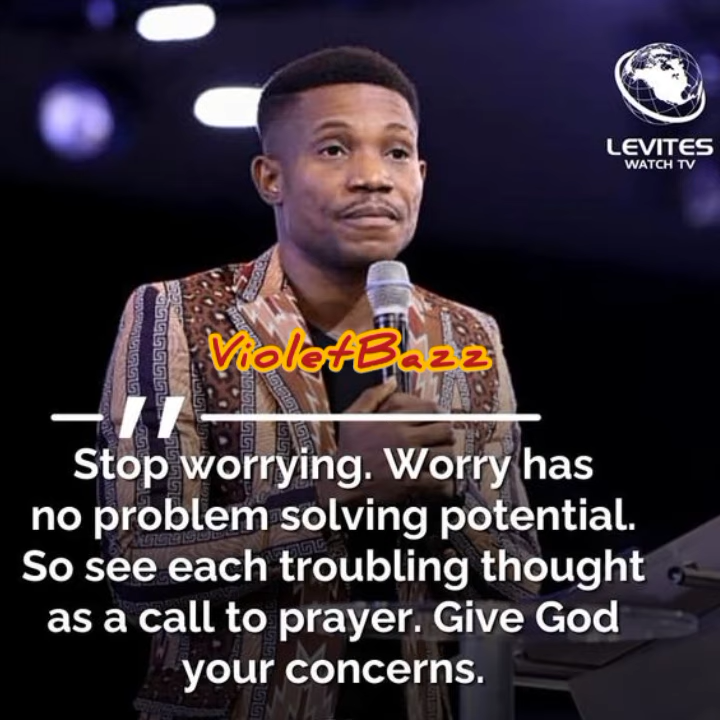 LEVITES
WATCH TV
VioletBazz
"
Stop worrying. Worry has
no problem solving potential.
So see each troubling thought
as a call to prayer. Give God
your concerns.